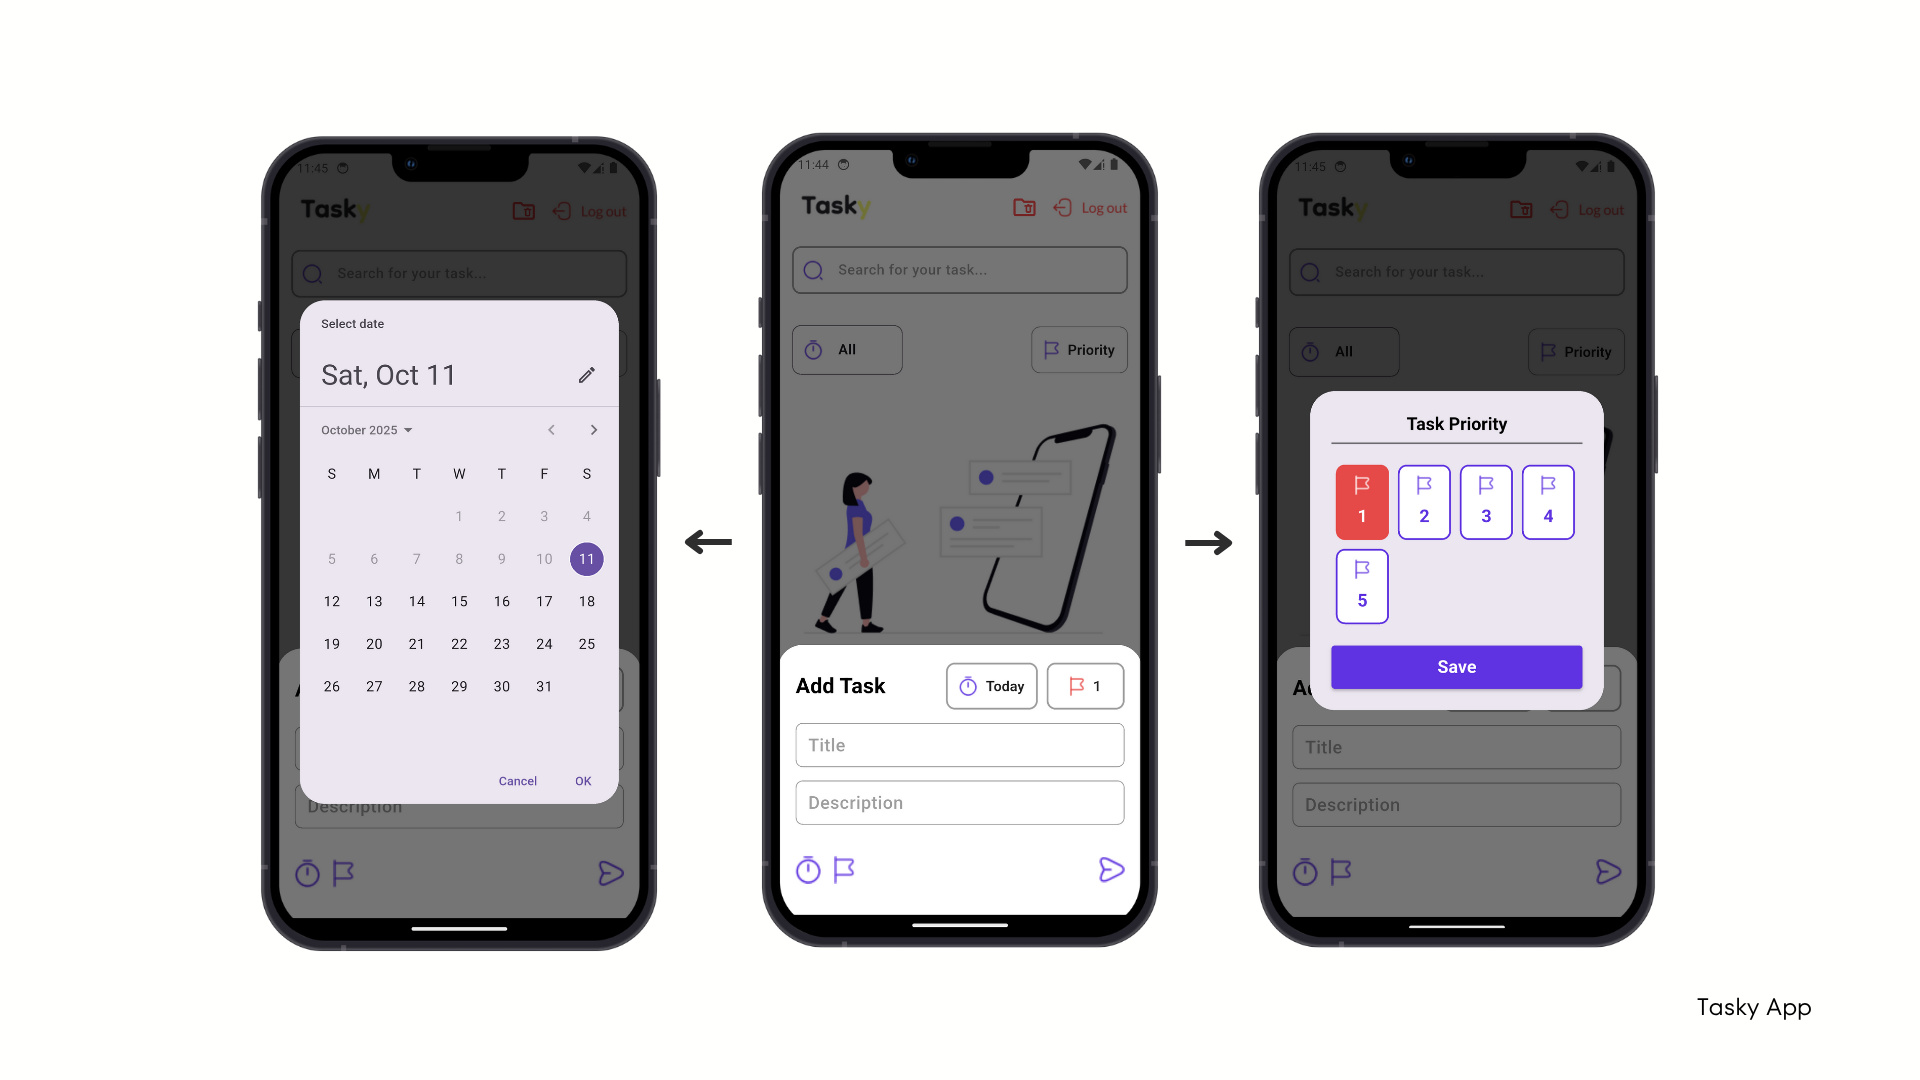 11:45
Tasky
Log out
Search for your task...
Select date
Sat, Oct 11
October 2025
S M T W T F S
1 2 3 4
5 6 7 8 9 10 11
12 13 14 15 16 17 18
19 20 21 22 23 24 25
26 27 28 29 30 31
Cancel OK
Description
11:44
Tasky
Log out
Search for your task...
All Priority
Add Task Today 1
Title
Description
11:45
Tasky
Log out
Search for your task...
All Priority
Task Priority
1 2 3 4
5
Save
Title
Description
Tasky App